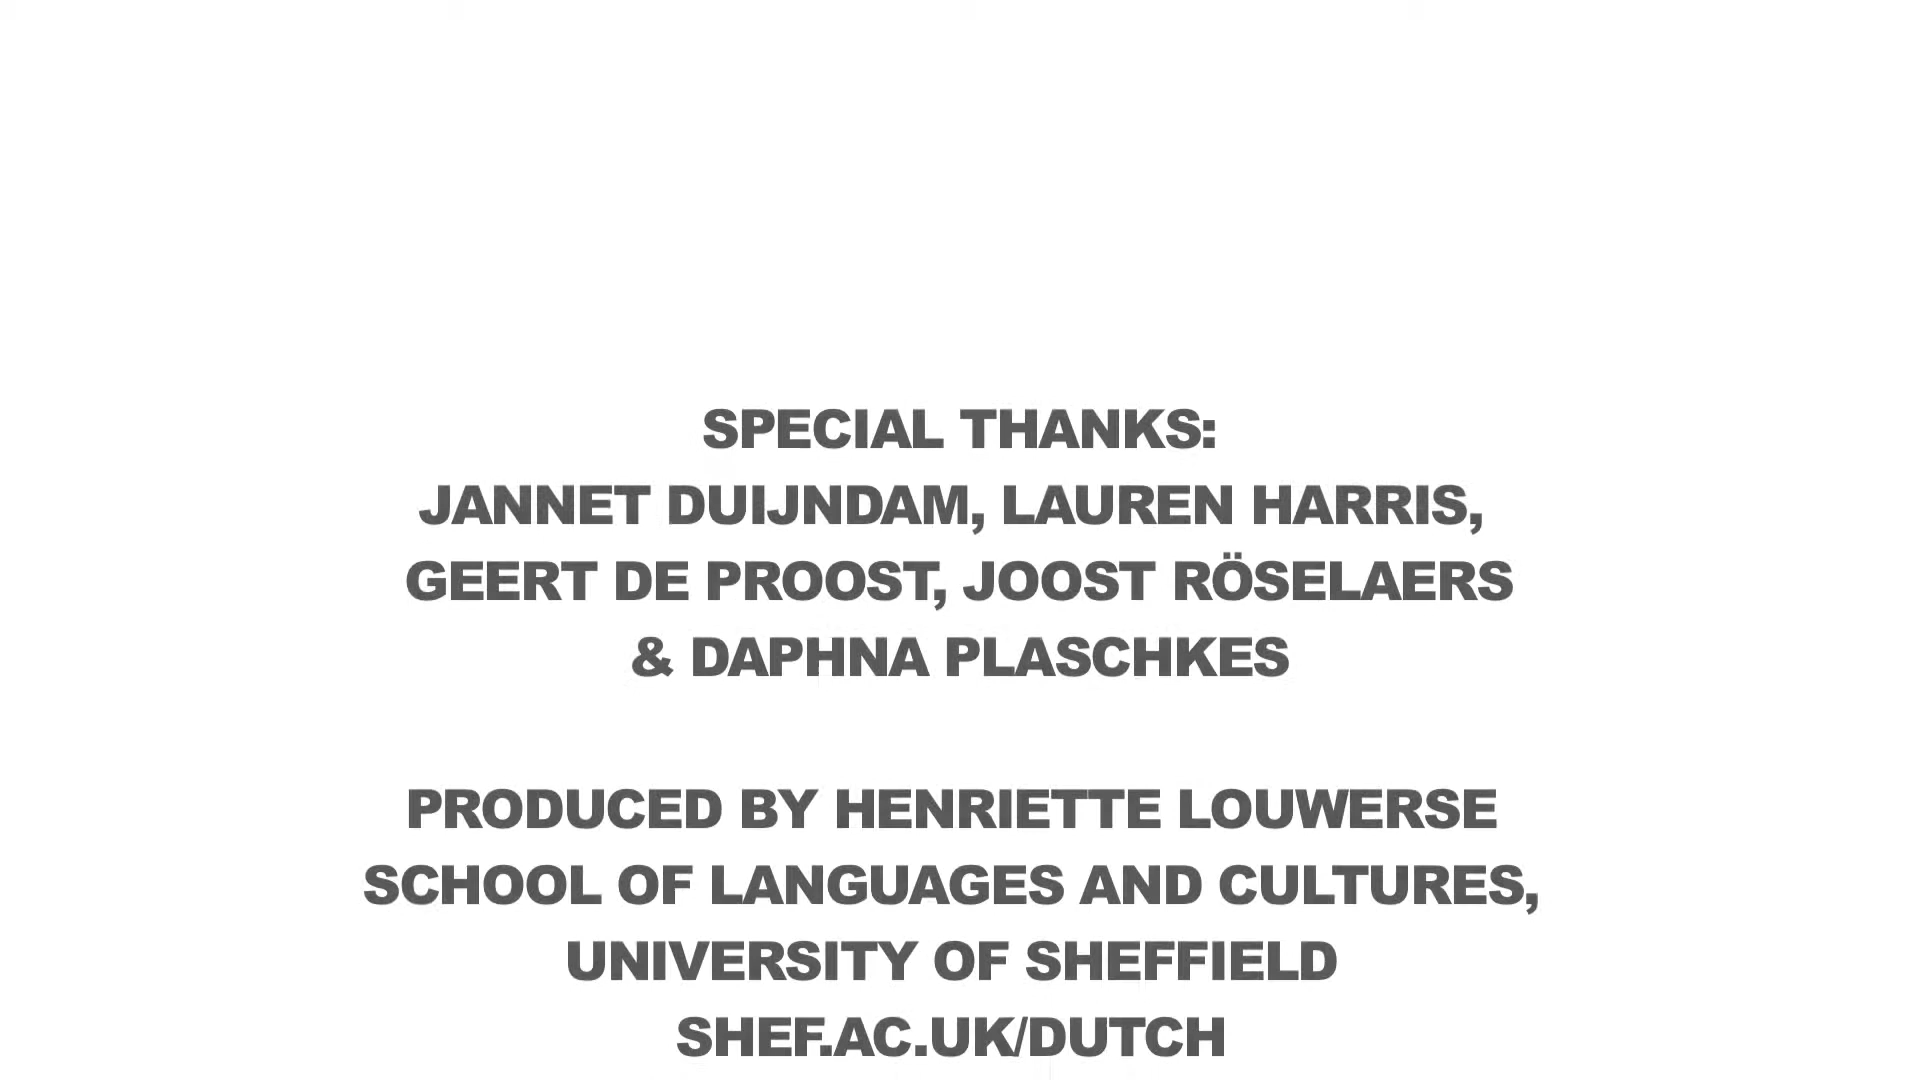 SPECIAL THANKS:
JANNET DUIJNDAM, LAUREN HARRIS,
GEERT DE PROOST, JOOST RÖSELAERS
& DAPHNA PLASCHKES
PRODUCED BY HENRIETTE LOUWERSE
SCHOOL OF LANGUAGES AND CULTURES,
UNIVERSITY OF SHEFFIELD
SHEF.AC.UK/DUTCH